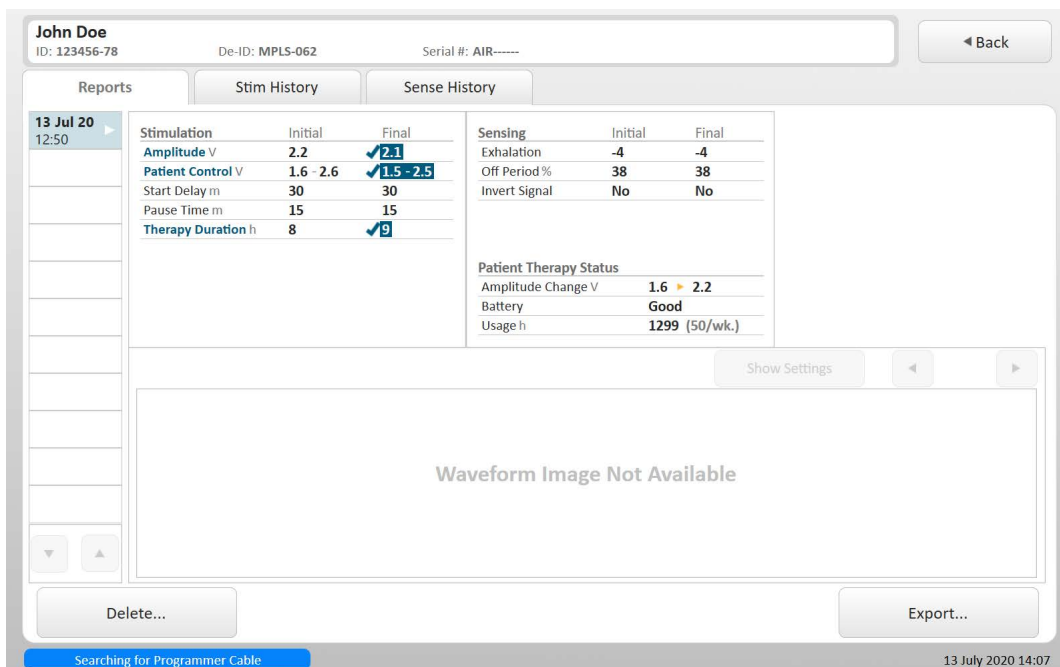 John Doe
ID: 123456-78 De-ID: MPLS-062 Serial #: AIR------
◀ Back
Reports Stim History Sense History
13 Jul 20
12:50
Stimulation Initial Final
Amplitude V 2.2 ✓2.1
Patient Control V 1.6 - 2.6 ✓1.5 - 2.5
Start Delay m 30 30
Pause Time m 15 15
Therapy Duration h 8 ✓9
Sensing Initial Final
Exhalation -4 -4
Off Period % 38 38
Invert Signal No No
Patient Therapy Status
Amplitude Change V 1.6 ▶ 2.2
Battery Good
Usage h 1299 (50/wk.)
Show Settings ◀ ▶
Waveform Image Not Available
▼ ▲
Delete... Export...
Searching for Programmer Cable 13 July 2020 14:07